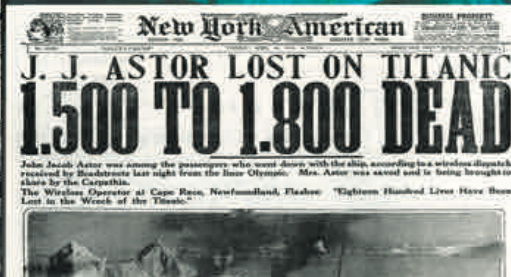 New York American
BUSINESS PROPERTY
J. J. ASTOR LOST ON TITANIC
1.500 TO 1.800 DEAD
John Jacob Astor was among the passengers who went down with the ship, according to a wireless dispatch
received by Bradstreets last night from the liner Olympic. Mrs. Astor was saved and is being brought to
shore by the Carpathia.
The Wireless Operator at Cape Race, Newfoundland, Flashes: "Eighteen Hundred Lives Have Been
Lost in the Wreck of the Titanic."